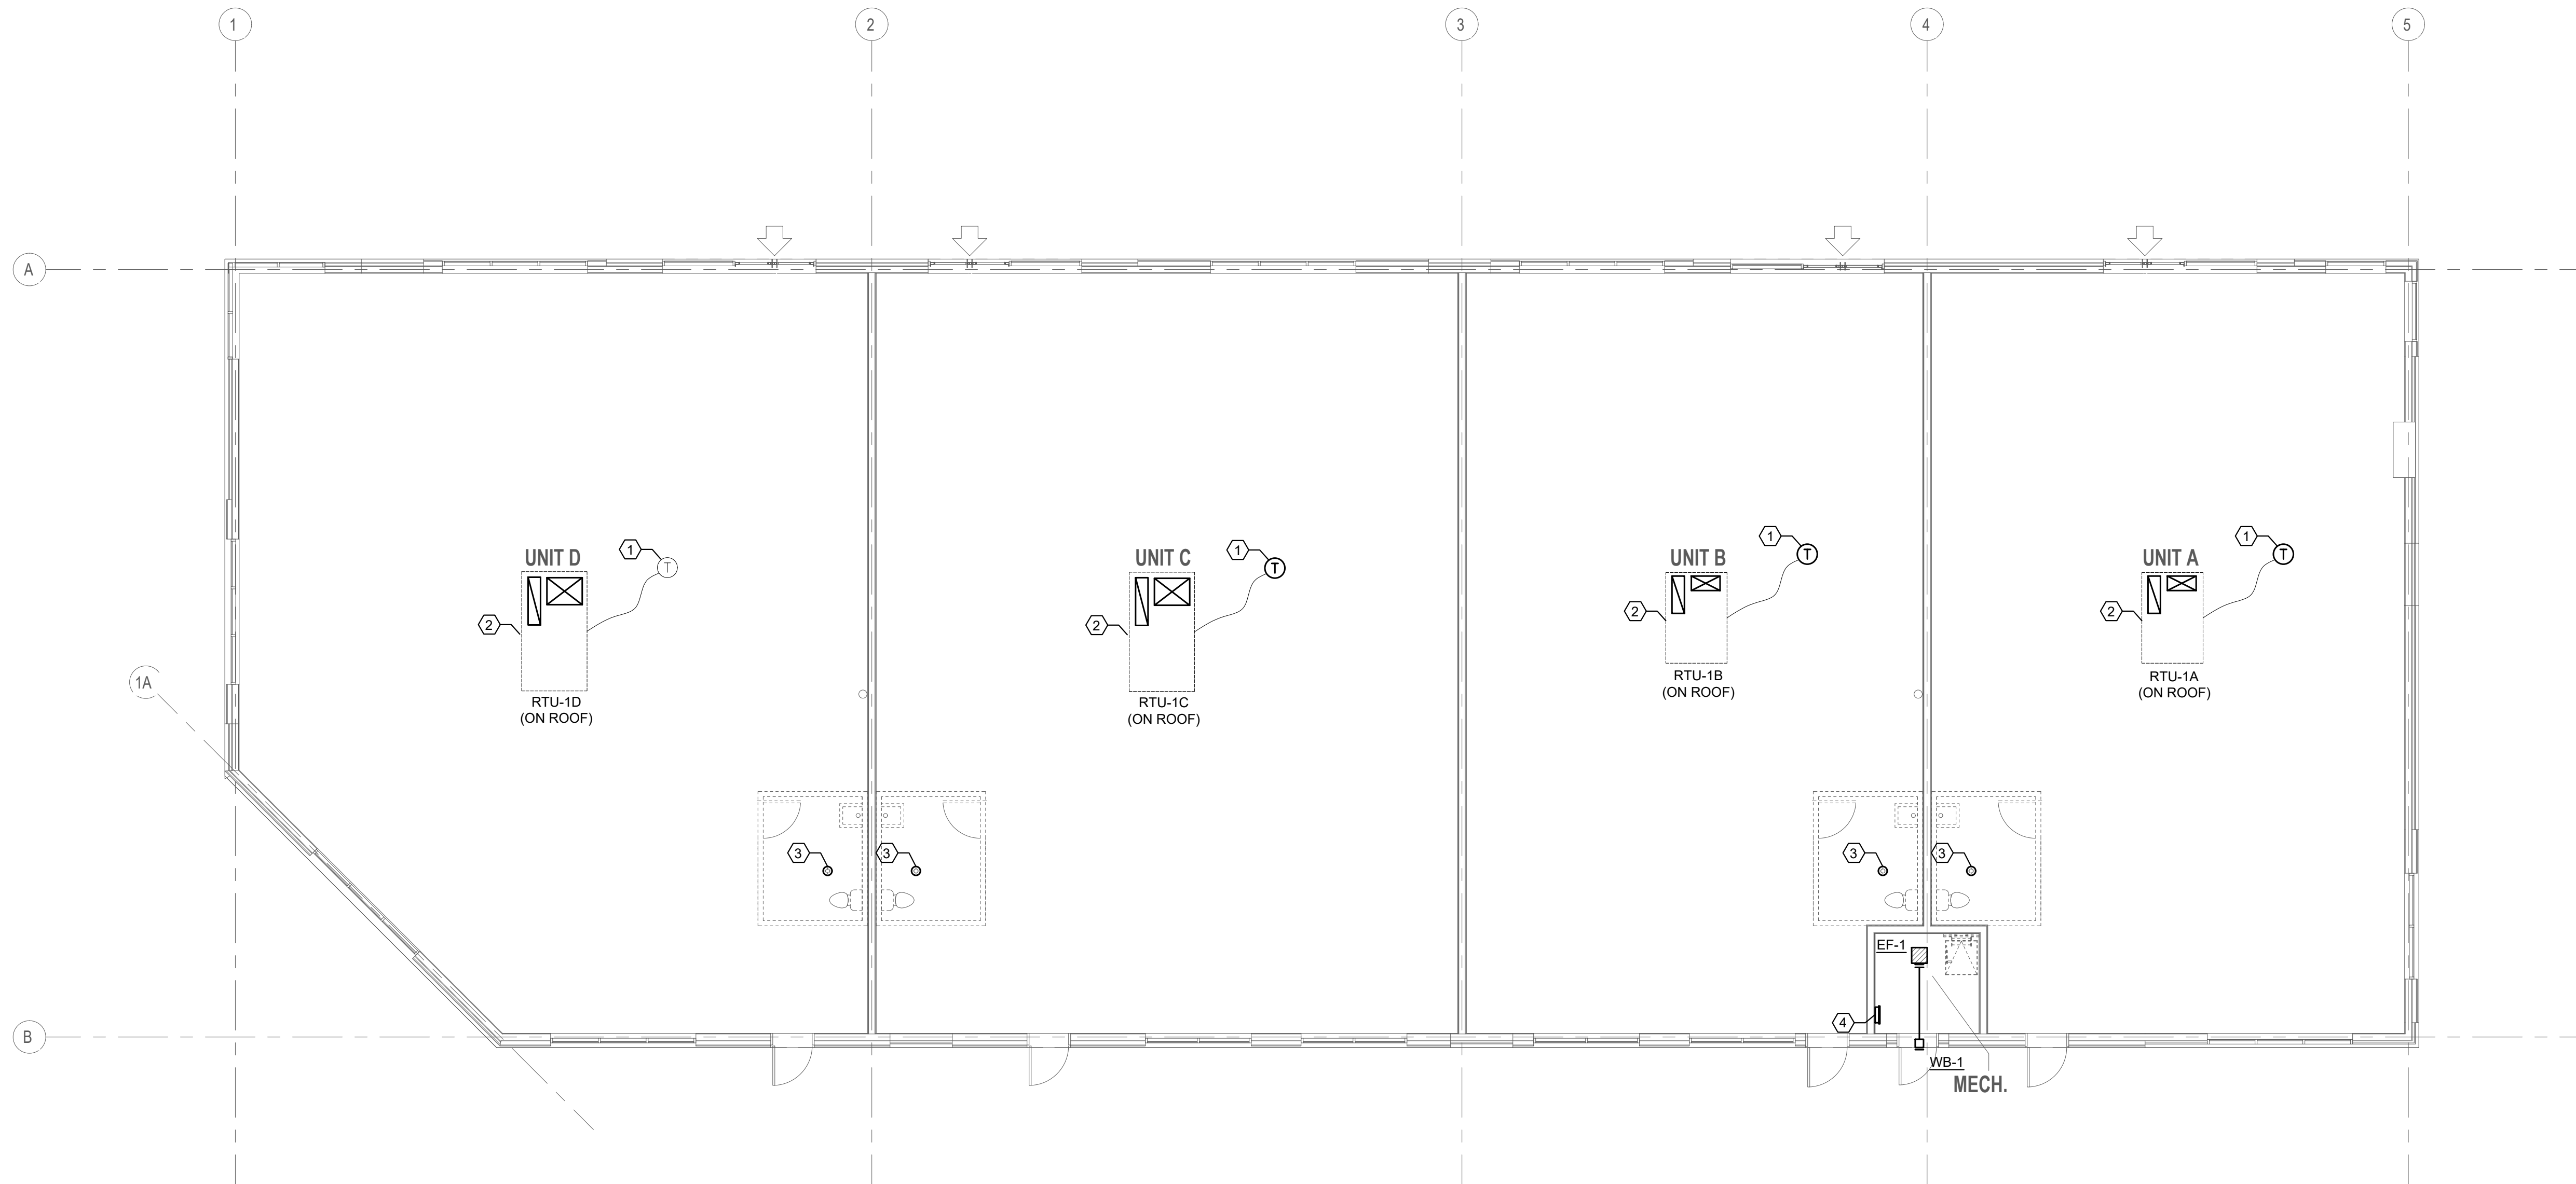 1
2
3
4
5
A
UNIT D
1
T
UNIT C
1
T
UNIT B
1
T
UNIT A
1
T
2
2
2
2
RTU-1D
(ON ROOF)
RTU-1C
(ON ROOF)
RTU-1B
(ON ROOF)
RTU-1A
(ON ROOF)
1A
3
3
3
3
EF-1
4
B
WB-1
MECH.